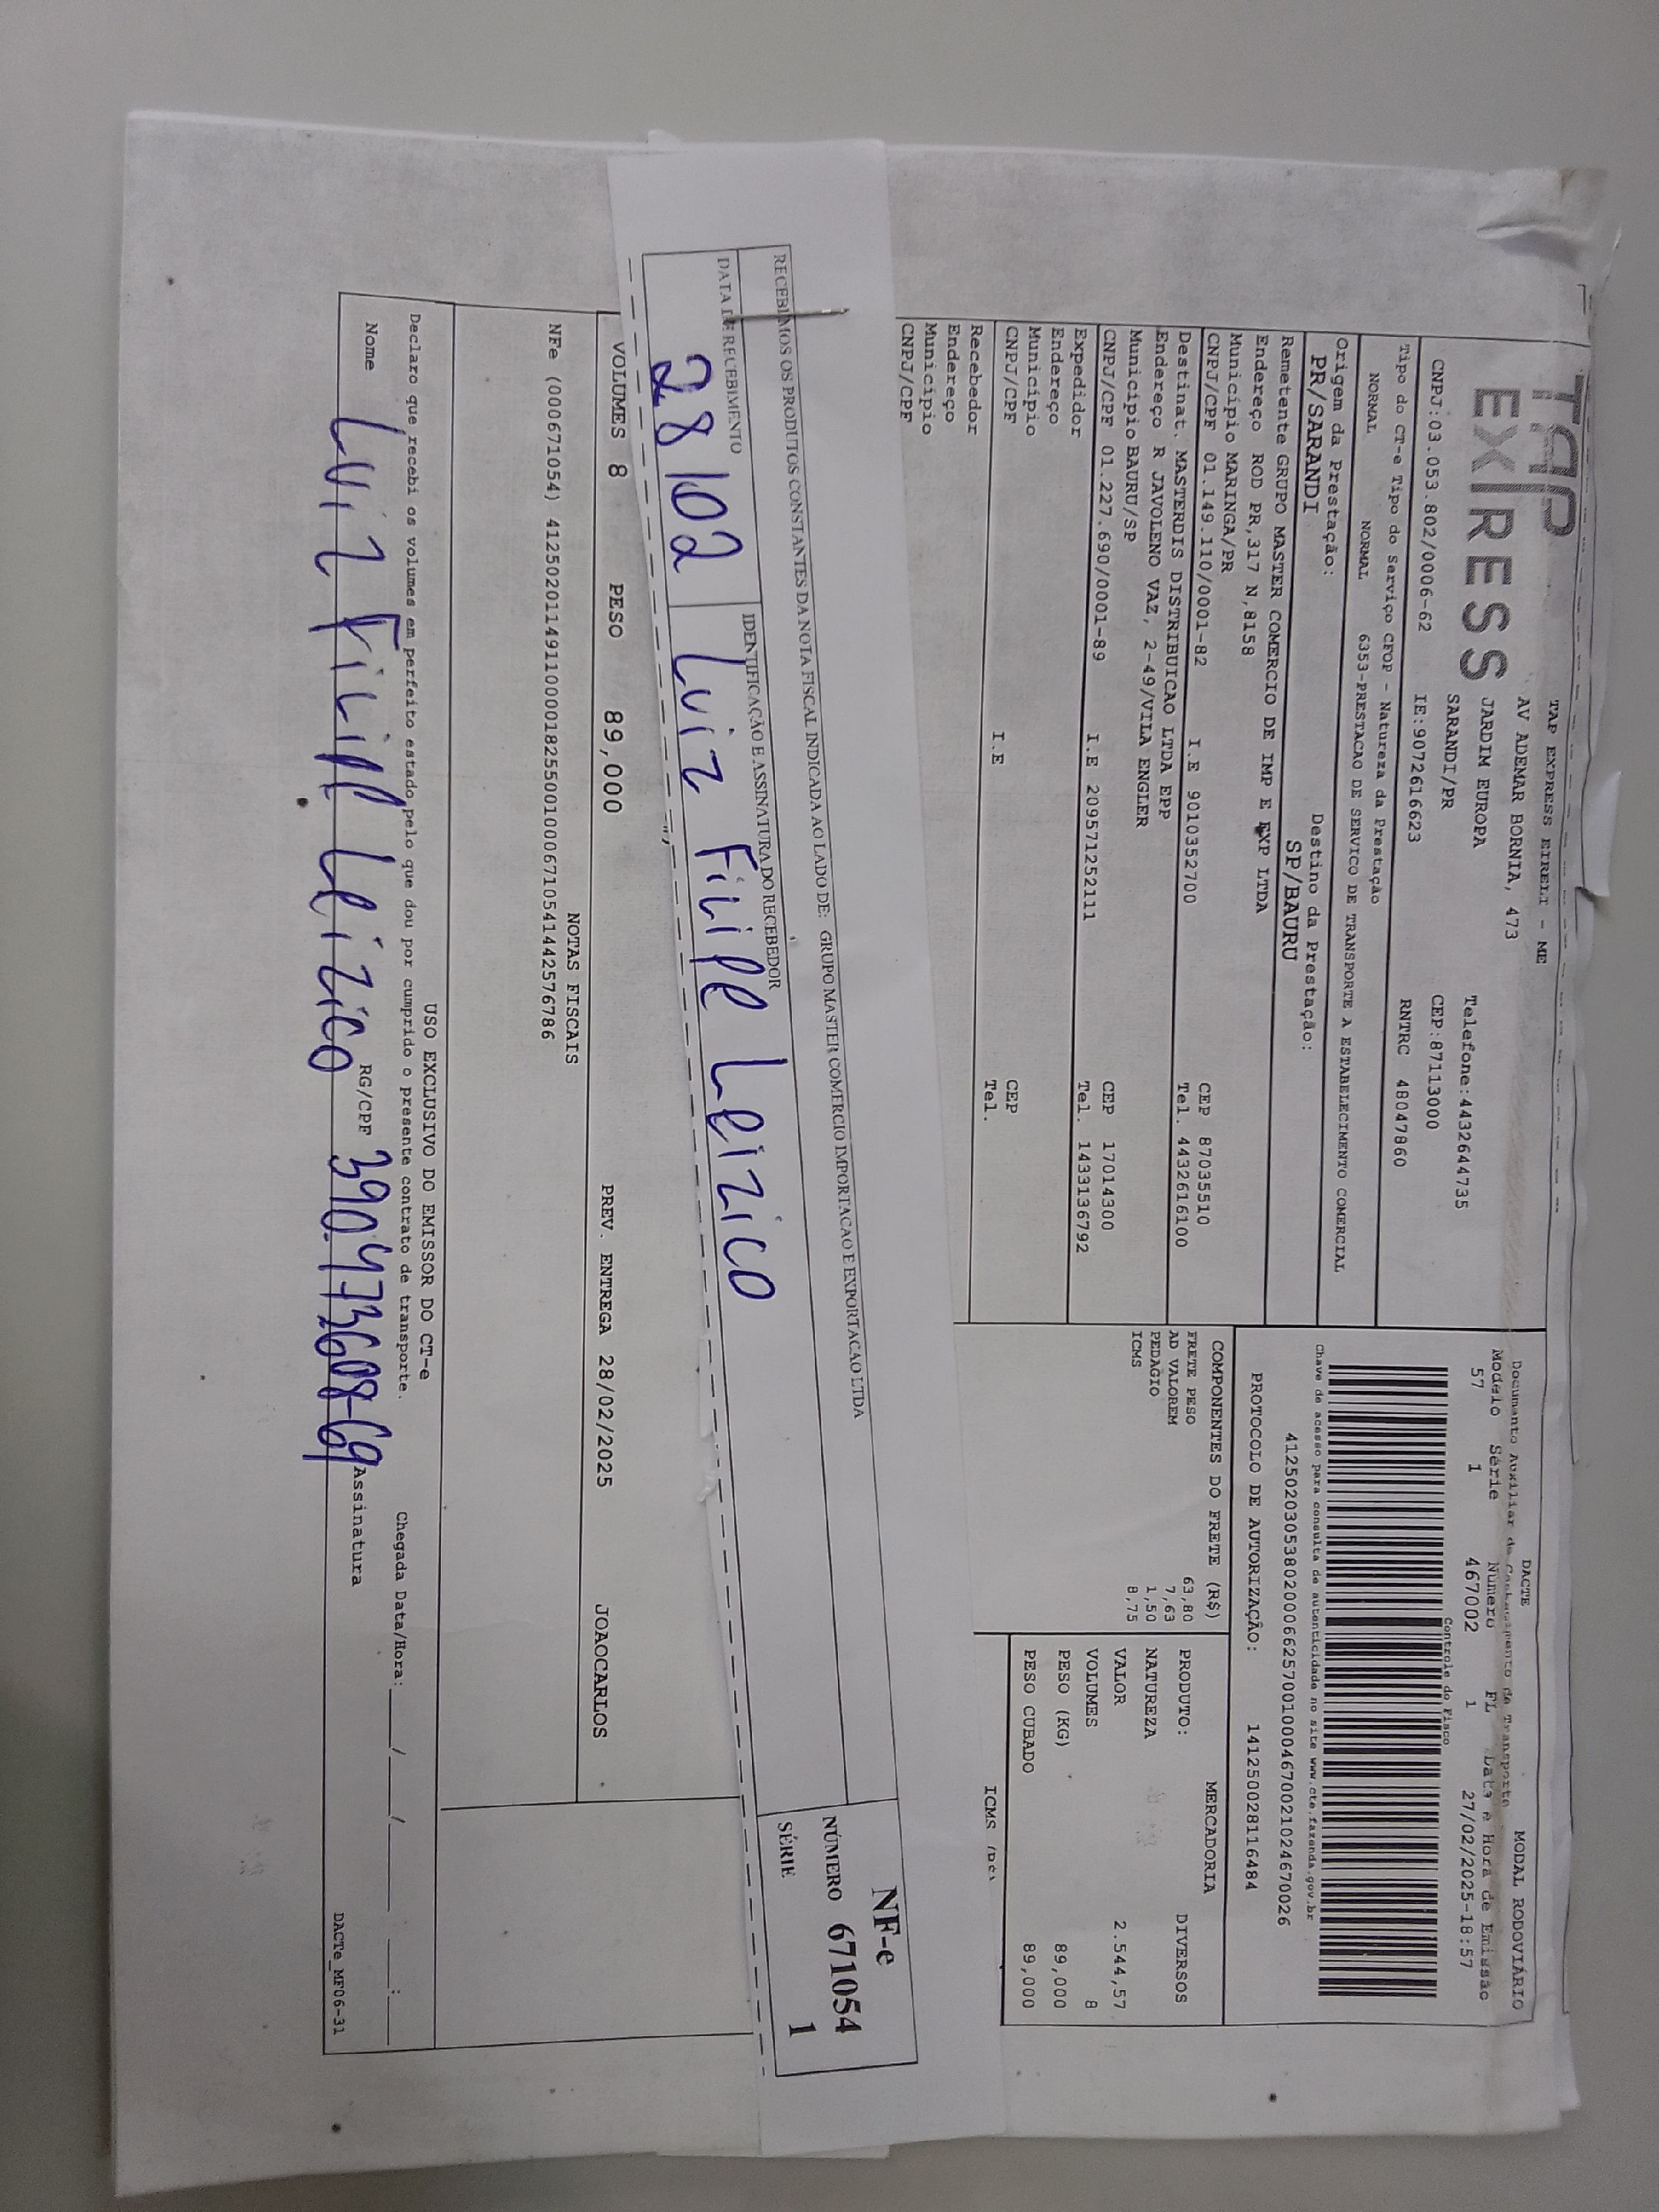 TAP
EXPRESS
TAP EXPRESS EIRELI - ME
AV ADEMAR BORNIA, 473
JARDIM EUROPA
SARANDI/PR
Telefone:4432644735
CEP:87113000
CNPJ:03.053.802/0006-62 IE:9072616623 RNTRC 48047860
Tipo do CT-e Tipo do Serviço CFOP - Natureza da Prestação
NORMAL NORMAL 6353-PRESTACAO DE SERVICO DE TRANSPORTE A ESTABELECIMENTO COMERCIAL
Origem da Prestação: Destino da Prestação:
PR/SARANDI SP/BAURU
Remetente GRUPO MASTER COMERCIO DE IMP E EXP LTDA
Endereço ROD PR,317 N,8158
Município MARINGA/PR CEP 87035510
CNPJ/CPF 01.149.110/0001-82 I.E 9010352700 Tel. 4432616100
Destinat. MASTERDIS DISTRIBUICAO LTDA EPP
Endereço R JAVOLENO VAZ, 2-49/VILA ENGLER
Município BAURU/SP CEP 17014300
CNPJ/CPF 01.227.690/0001-89 I.E 209571252111 Tel. 1433136792
Expedidor
Endereço
Município CEP
CNPJ/CPF I.E Tel.
Recebedor
Endereço
Município
CNPJ/CPF
DACTE MODAL RODOVIÁRIO
Documento Auxiliar de Conhecimento de Transporte
Modelo Série Número FL Data e Hora de Emissão
57 1 467002 1 27/02/2025-18:57
Controle do Fisco
Chave de acesso para consulta de autenticidade no site www.cte.fazenda.gov.br
41250203053802000662570010004670021024670026
PROTOCOLO DE AUTORIZAÇÃO: 141250028116484
COMPONENTES DO FRETE (R$)
FRETE PESO 63,80
AD VALOREM 7,63
PEDAGIO 1,50
ICMS 8,75
MERCADORIA
PRODUTO: DIVERSOS
NATUREZA
VALOR 2.544,57
VOLUMES 8
PESO (KG) 89,000
PESO CUBADO 89,000
ICMS (R$)
RECEBEMOS OS PRODUTOS CONSTANTES DA NOTA FISCAL INDICADA AO LADO DE: GRUPO MASTER COMERCIO IMPORTACAO E EXPORTACAO LTDA
DATA DE RECEBIMENTO IDENTIFICAÇÃO E ASSINATURA DO RECEBEDOR
28/02 Luiz Filipe Leizico
NF-e
NÚMERO 671054
SÉRIE 1
VOLUMES 8 PESO 89,000 PREV. ENTREGA 28/02/2025 JOAOCARLOS
NOTAS FISCAIS
NFe (000671054) 41250201149110000182550010006710541442576786
USO EXCLUSIVO DO EMISSOR DO CT-e
Declaro que recebi os volumes em perfeito estado pelo que dou por cumprido o presente contrato de transporte. Chegada Data/Hora:____/____/______ ___:___
Nome Luiz Filipe Leizico RG/CPF 390.473608-69 Assinatura
DACTe_MF06-31